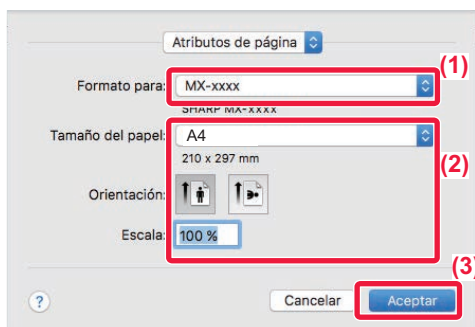 Atributos de página
(1)
Formato para: MX-xxxx
SHARP MX-xxxx
Tamaño del papel: A4
210 x 297 mm
(2)
Orientación:
Escala: 100 %
(3)
? Cancelar Aceptar